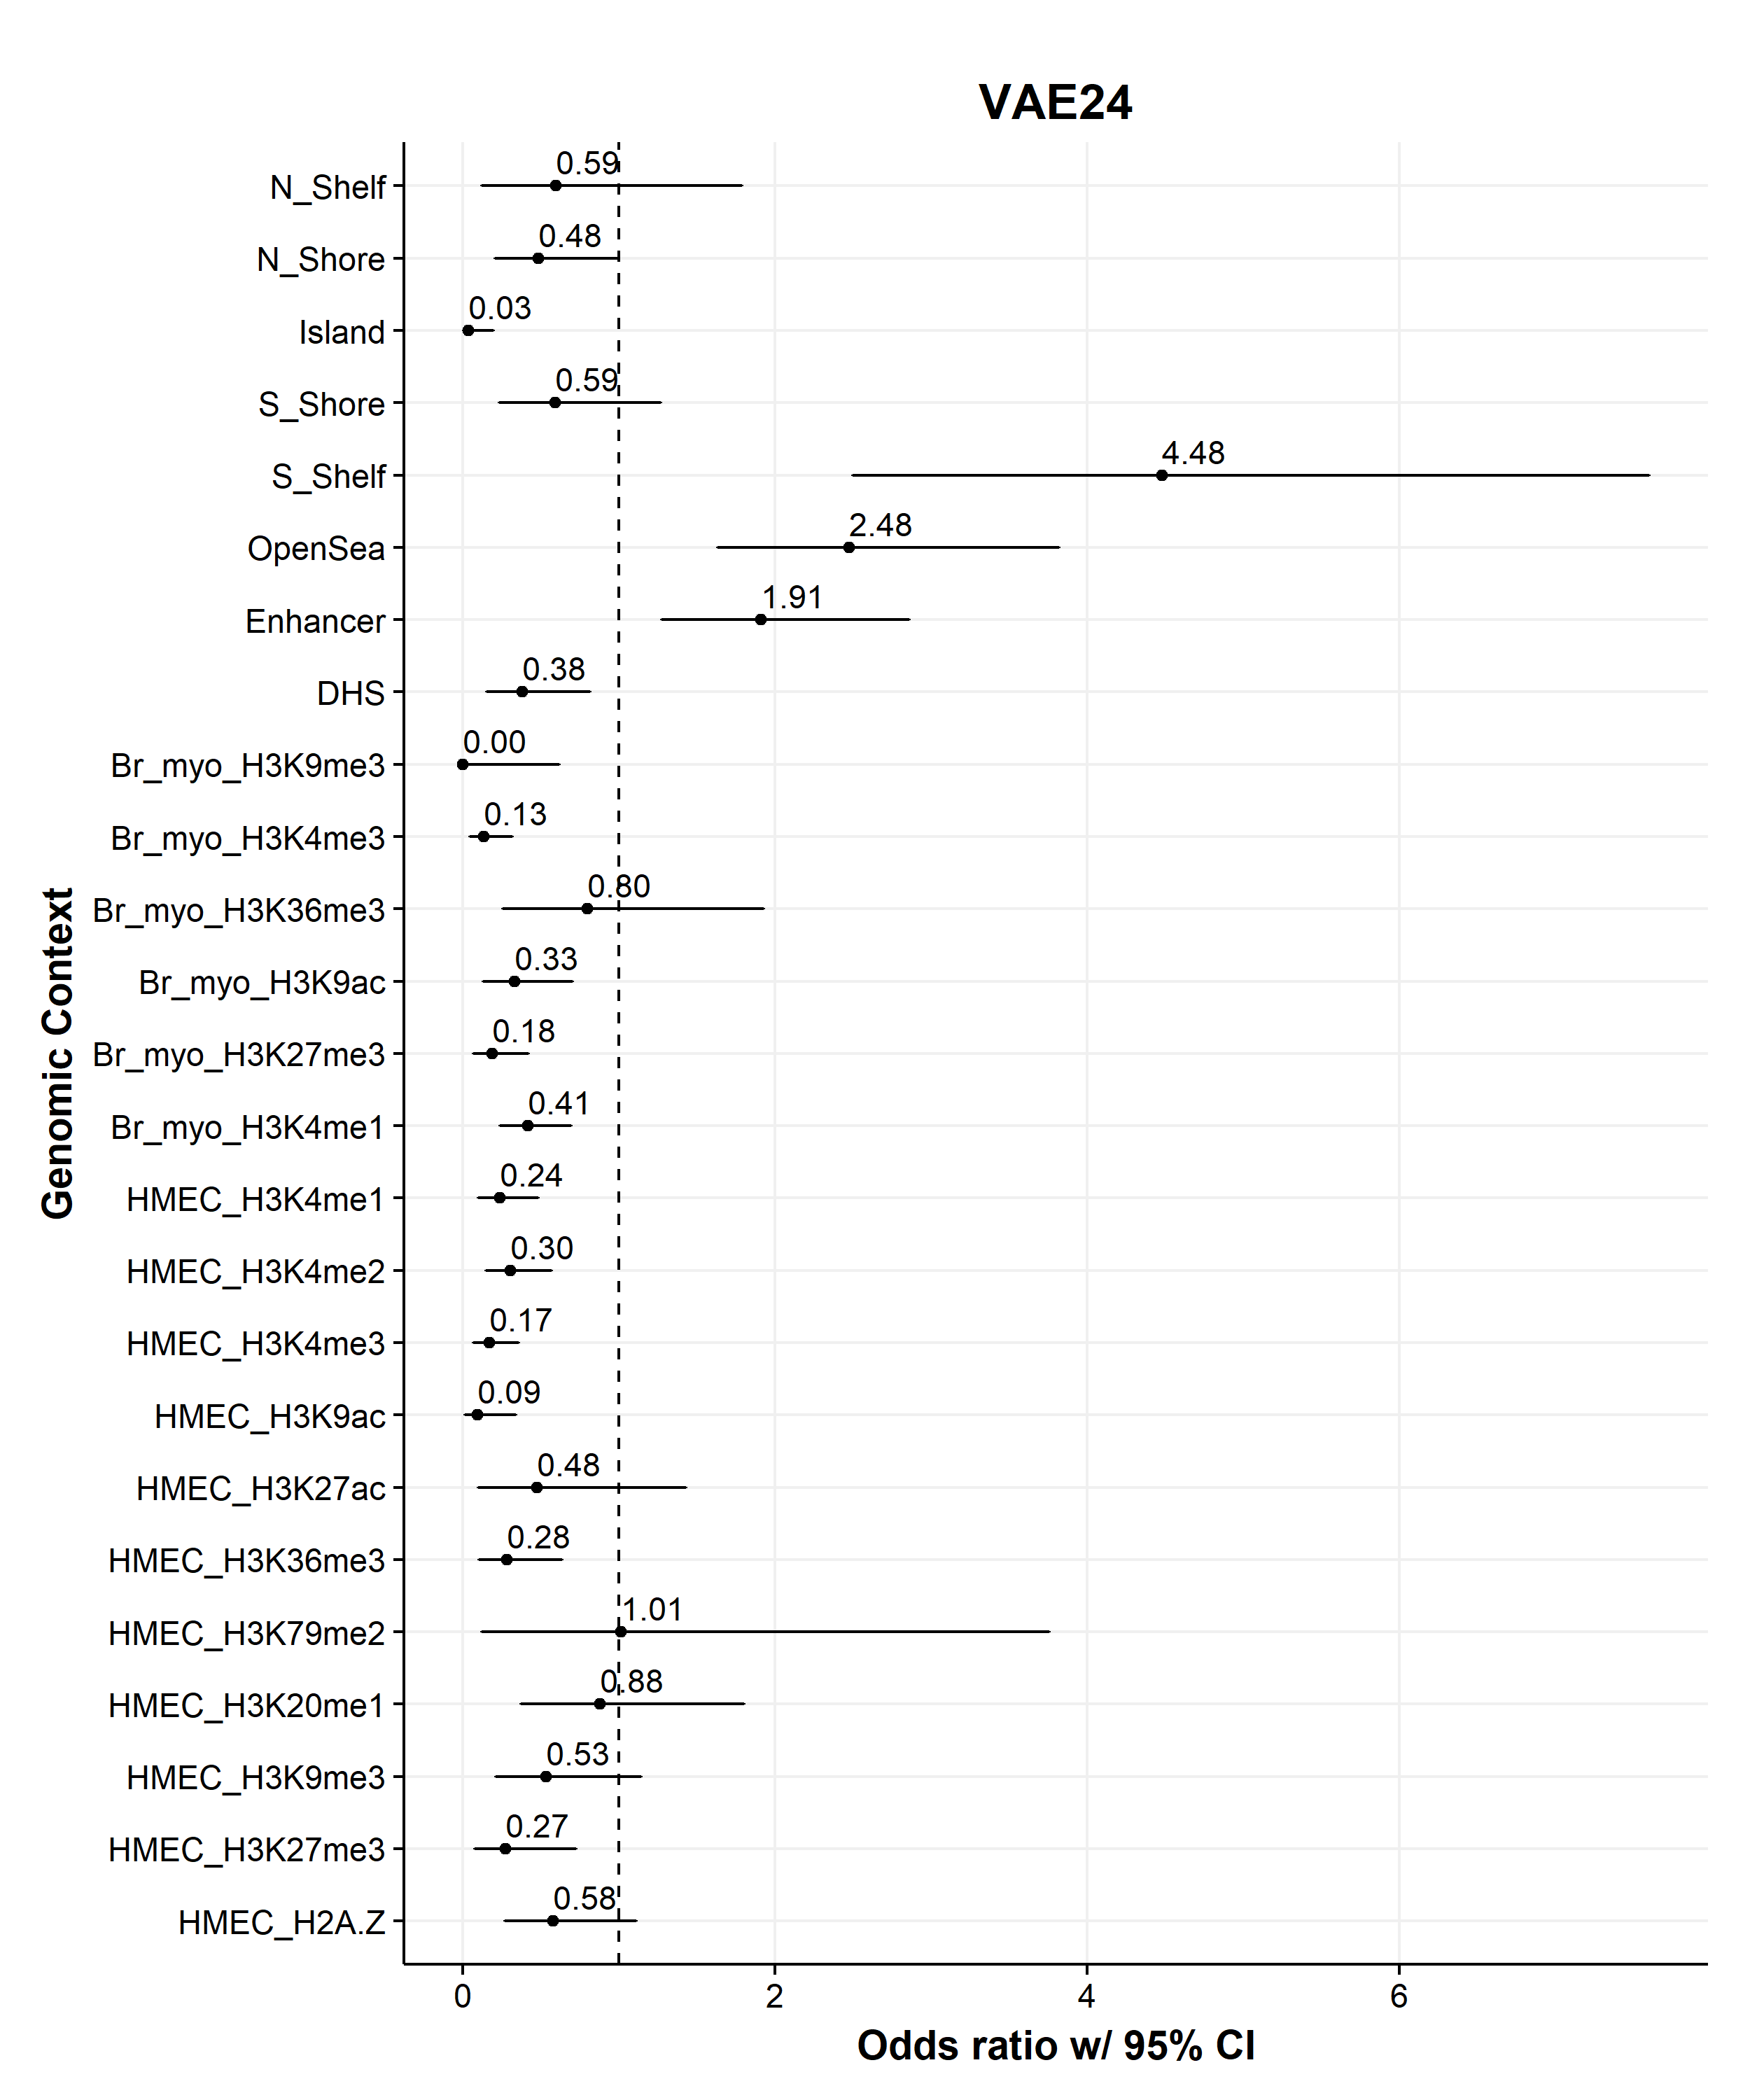 VAE24
N_Shelf 0.59
N_Shore 0.48
Island 0.03
S_Shore 0.59
S_Shelf 4.48
OpenSea 2.48
Enhancer 1.91
DHS 0.38
Br_myo_H3K9me3 0.00
Br_myo_H3K4me3 0.13
Br_myo_H3K36me3 0.80
Br_myo_H3K9ac 0.33
Br_myo_H3K27me3 0.18
Br_myo_H3K4me1 0.41
HMEC_H3K4me1 0.24
HMEC_H3K4me2 0.30
HMEC_H3K4me3 0.17
HMEC_H3K9ac 0.09
HMEC_H3K27ac 0.48
HMEC_H3K36me3 0.28
HMEC_H3K79me2 1.01
HMEC_H3K20me1 0.88
HMEC_H3K9me3 0.53
HMEC_H3K27me3 0.27
HMEC_H2A.Z 0.58
Genomic Context
0 2 4 6
Odds ratio w/ 95% CI